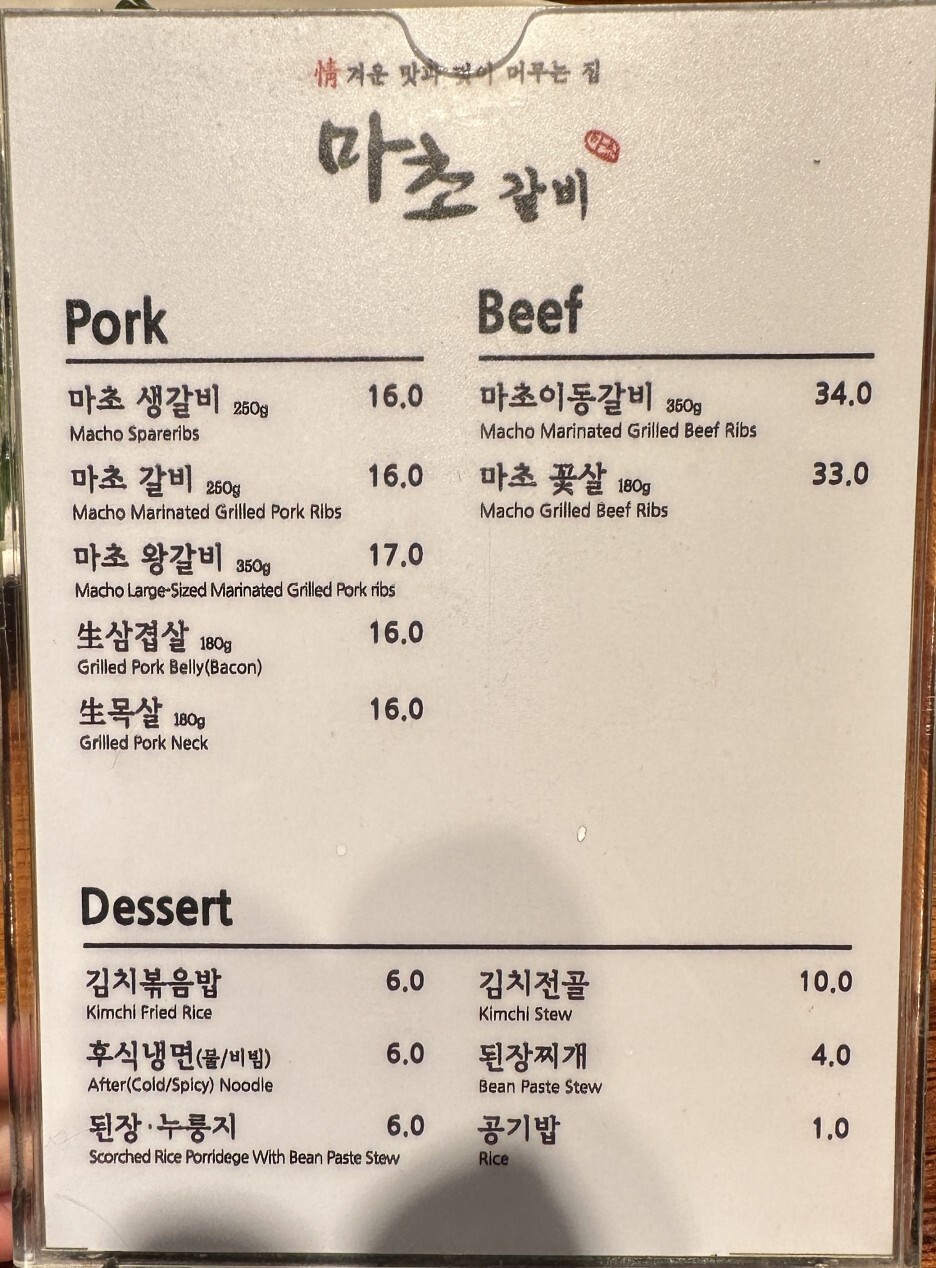 情겨운 맛과 멋이 머무는 집
마초 갈비
마초
Pork
마초 생갈비 250g 16.0
Macho Spareribs
마초 갈비 250g 16.0
Macho Marinated Grilled Pork Ribs
마초 왕갈비 350g 17.0
Macho Large-Sized Marinated Grilled Pork ribs
生삼겹살 180g 16.0
Grilled Pork Belly(Bacon)
生목살 180g 16.0
Grilled Pork Neck
Beef
마초이동갈비 350g 34.0
Macho Marinated Grilled Beef Ribs
마초 꽃살 180g 33.0
Macho Grilled Beef Ribs
Dessert
김치볶음밥 6.0
Kimchi Fried Rice
후식냉면(물/비빔) 6.0
After(Cold/Spicy) Noodle
된장·누룽지 6.0
Scorched Rice Porridege With Bean Paste Stew
김치전골 10.0
Kimchi Stew
된장찌개 4.0
Bean Paste Stew
공기밥 1.0
Rice